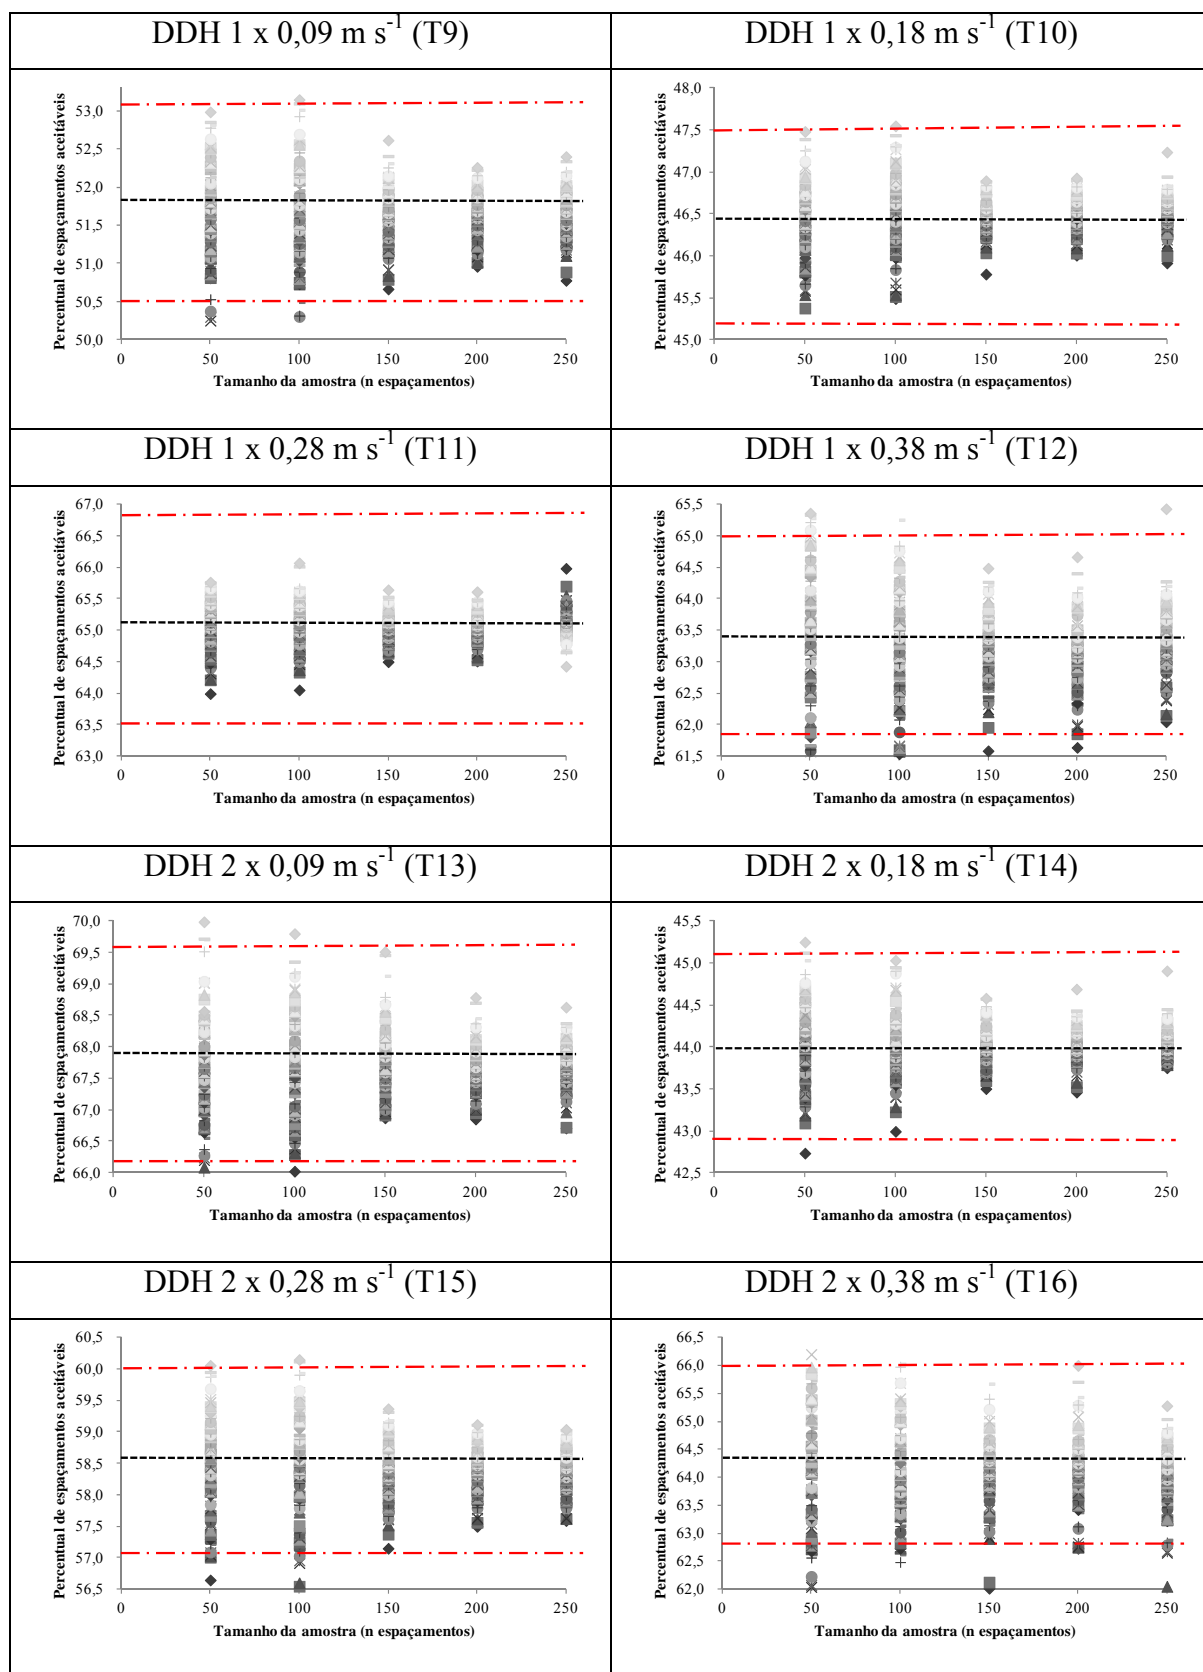 DDH 1 x 0,09 m s⁻¹ (T9)
DDH 1 x 0,18 m s⁻¹ (T10)
Percentual de espaçamentos aceitáveis
53,0
52,5
52,0
51,5
51,0
50,5
50,0
0 50 100 150 200 250
Tamanho da amostra (n espaçamentos)
Percentual de espaçamentos aceitáveis
48,0
47,5
47,0
46,5
46,0
45,5
45,0
0 50 100 150 200 250
Tamanho da amostra (n espaçamentos)
DDH 1 x 0,28 m s⁻¹ (T11)
DDH 1 x 0,38 m s⁻¹ (T12)
Percentual de espaçamentos aceitáveis
67,0
66,5
66,0
65,5
65,0
64,5
64,0
63,5
63,0
0 50 100 150 200 250
Tamanho da amostra (n espaçamentos)
Percentual de espaçamentos aceitáveis
65,5
65,0
64,5
64,0
63,5
63,0
62,5
62,0
61,5
0 50 100 150 200 250
Tamanho da amostra (n espaçamentos)
DDH 2 x 0,09 m s⁻¹ (T13)
DDH 2 x 0,18 m s⁻¹ (T14)
Percentual de espaçamentos aceitáveis
70,0
69,5
69,0
68,5
68,0
67,5
67,0
66,5
66,0
0 50 100 150 200 250
Tamanho da amostra (n espaçamentos)
Percentual de espaçamentos aceitáveis
45,5
45,0
44,5
44,0
43,5
43,0
42,5
0 50 100 150 200 250
Tamanho da amostra (n espaçamentos)
DDH 2 x 0,28 m s⁻¹ (T15)
DDH 2 x 0,38 m s⁻¹ (T16)
Percentual de espaçamentos aceitáveis
60,5
60,0
59,5
59,0
58,5
58,0
57,5
57,0
56,5
0 50 100 150 200 250
Tamanho da amostra (n espaçamentos)
Percentual de espaçamentos aceitáveis
66,5
66,0
65,5
65,0
64,5
64,0
63,5
63,0
62,5
62,0
0 50 100 150 200 250
Tamanho da amostra (n espaçamentos)